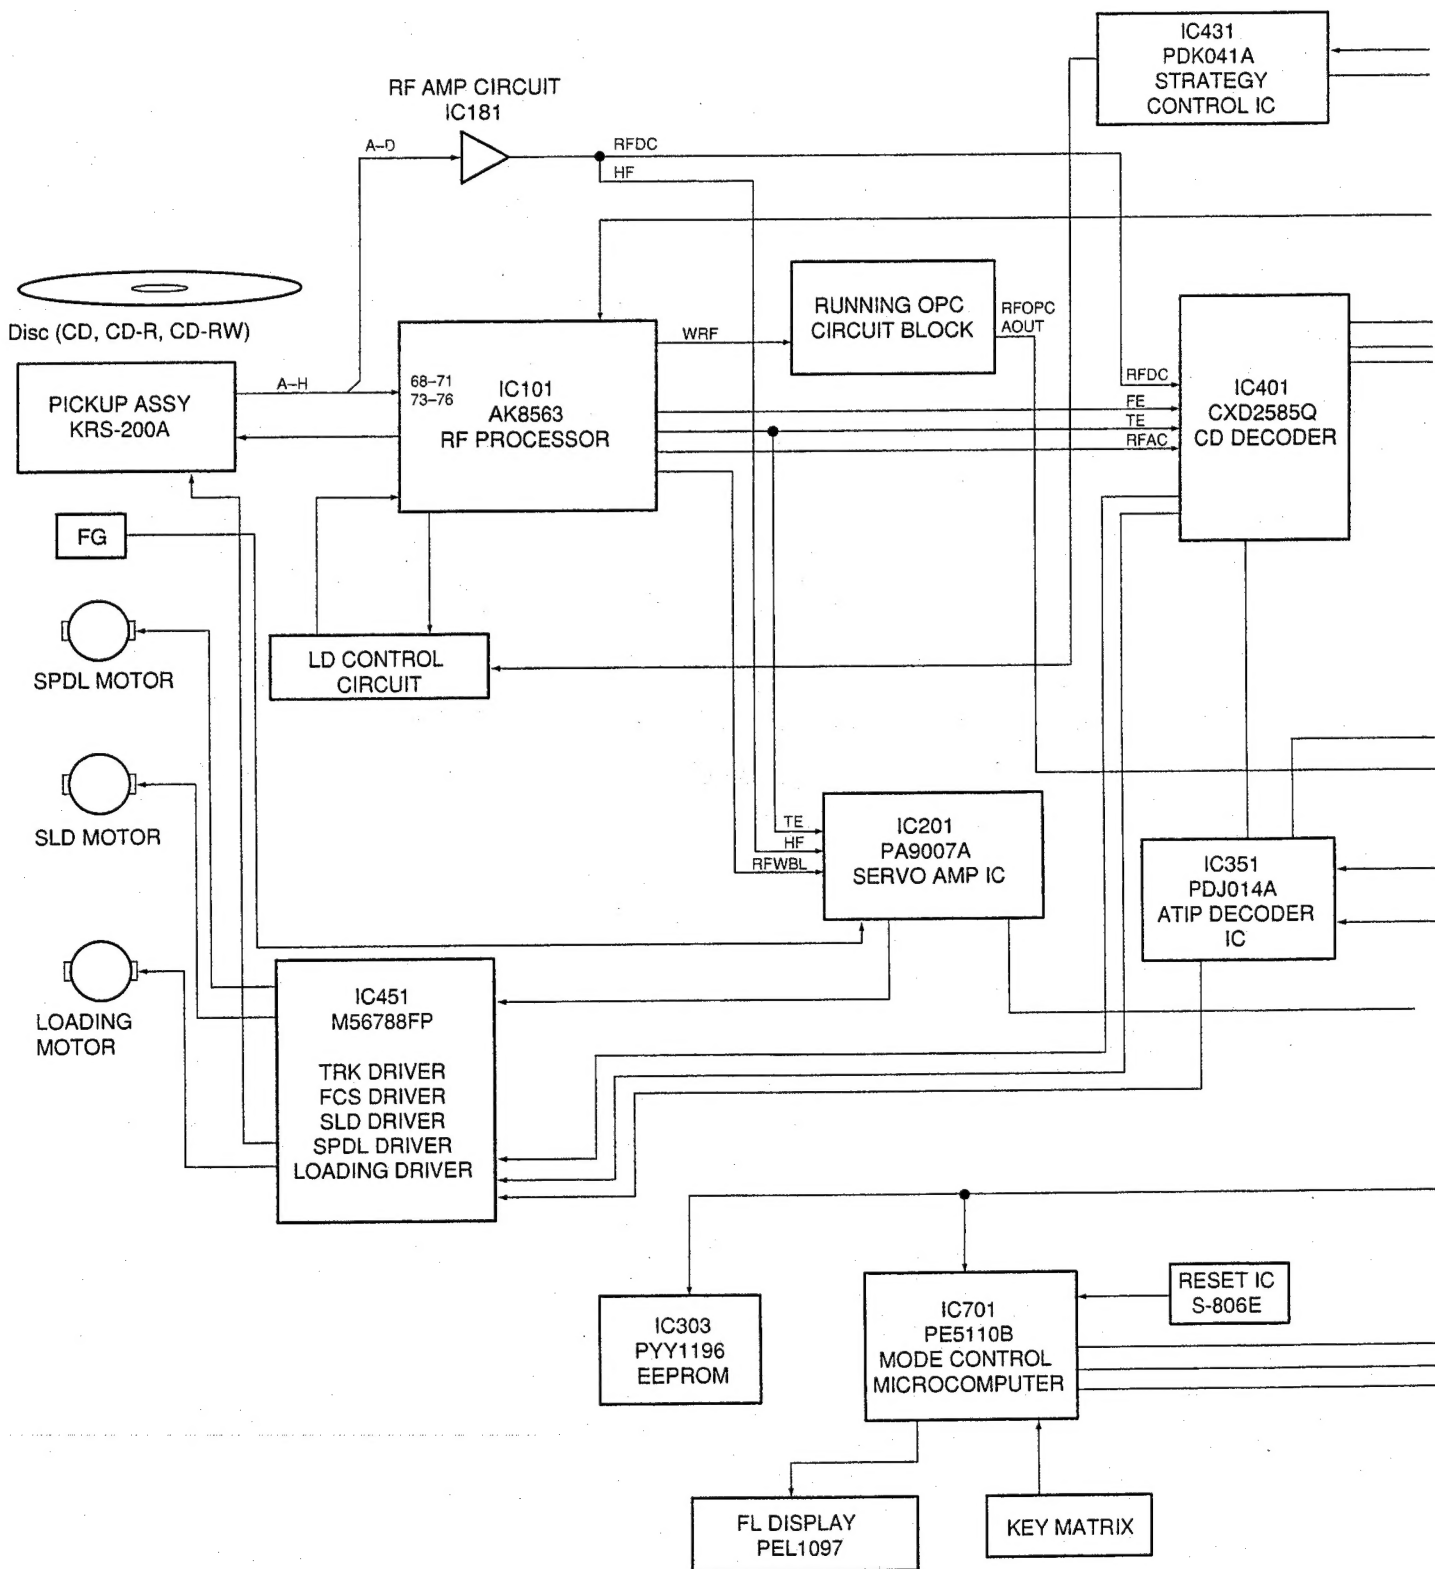 IC431
PDK041A
STRATEGY
CONTROL IC
RF AMP CIRCUIT
IC181
A–D
RFDC
HF
Disc (CD, CD-R, CD-RW)
PICKUP ASSY
KRS-200A
A–H
68–71
73–76
IC101
AK8563
RF PROCESSOR
WRF
RUNNING OPC
CIRCUIT BLOCK
RFOPC
AOUT
RFDC
FE
TE
RFAC
IC401
CXD2585Q
CD DECODER
FG
SPDL MOTOR
LD CONTROL
CIRCUIT
SLD MOTOR
TE
HF
RFWBL
IC201
PA9007A
SERVO AMP IC
IC351
PDJ014A
ATIP DECODER
IC
LOADING
MOTOR
IC451
M56788FP
TRK DRIVER
FCS DRIVER
SLD DRIVER
SPDL DRIVER
LOADING DRIVER
IC303
PYY1196
EEPROM
IC701
PE5110B
MODE CONTROL
MICROCOMPUTER
RESET IC
S-806E
FL DISPLAY
PEL1097
KEY MATRIX